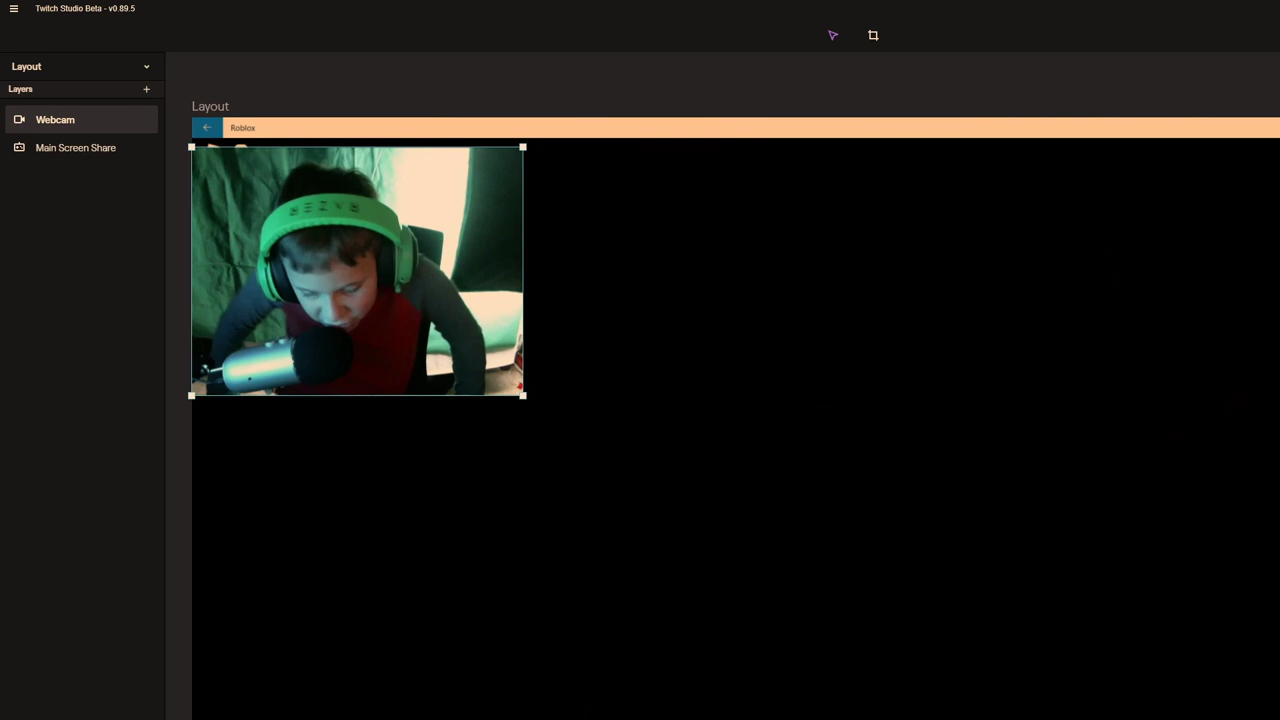 Twitch Studio Beta - v0.89.5
Layout
Layers
Webcam
Main Screen Share
Layout
Roblox